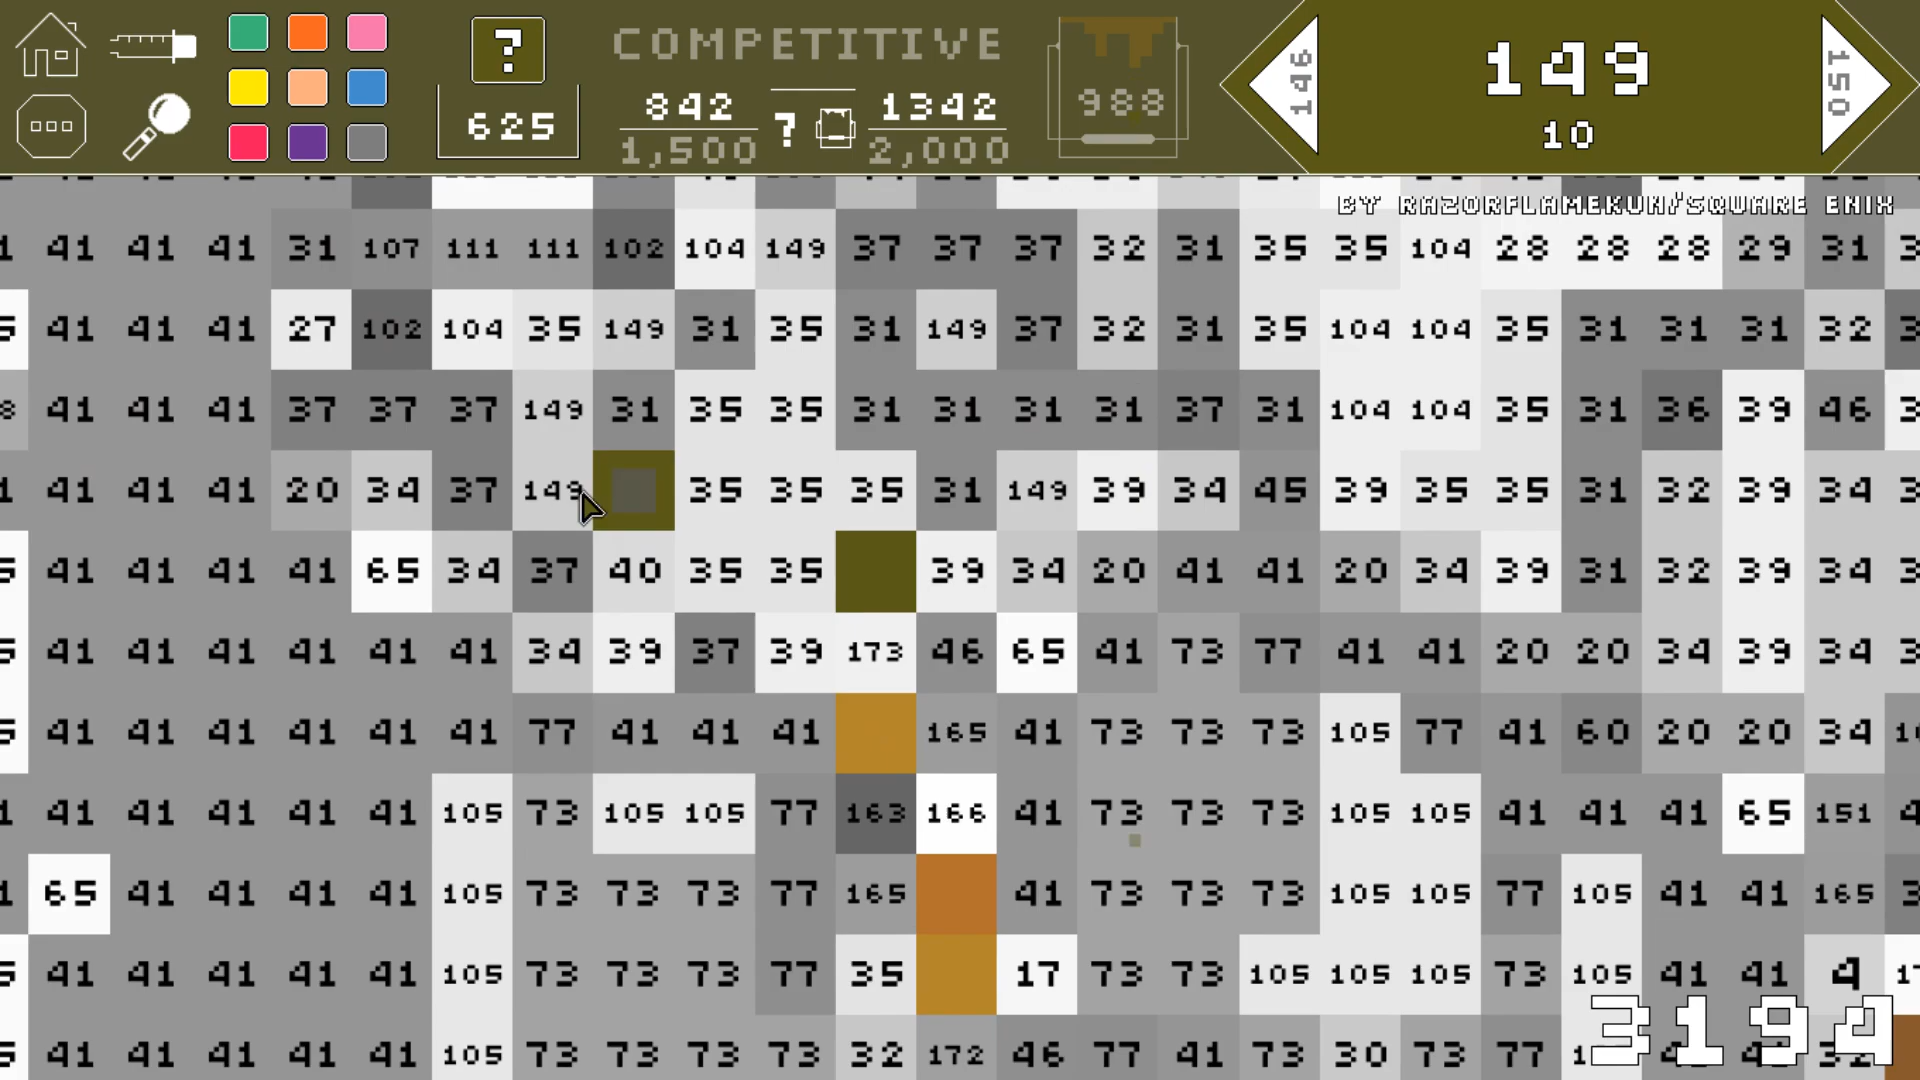 146
149
10
150
?
625
COMPETITIVE
842
1,500
?
1342
2,000
988
BY RAZORFLAMEKUN/SQUARE ENIX
41 41 41 31 107 111 111 102 104 149 37 37 37 32 31 35 35 104 28 28 28 29 31
41 41 41 27 102 104 35 149 31 35 31 149 37 32 31 35 104 104 35 31 31 31 32
41 41 41 37 37 37 149 31 35 35 31 31 31 31 37 31 104 104 35 31 36 39 46
41 41 41 20 34 37 149 35 35 35 31 149 39 34 45 39 35 35 31 32 39 34
41 41 41 41 65 34 37 40 35 35 39 34 20 41 41 20 34 39 31 32 39 34
41 41 41 41 41 41 34 39 37 39 173 46 65 41 73 77 41 41 20 20 34 39 34
41 41 41 41 41 41 77 41 41 41 165 41 73 73 73 105 77 41 60 20 20 34
41 41 41 41 41 105 73 105 105 77 163 166 41 73 73 73 105 105 41 41 41 65 151
65 41 41 41 41 105 73 73 73 77 165 41 73 73 73 105 105 77 105 41 41 165
41 41 41 41 41 105 73 73 73 77 35 17 73 73 105 105 105 73 105 41 41 4
41 41 41 41 41 105 73 73 73 73 32 172 46 77 41 73 30 73 77
3194